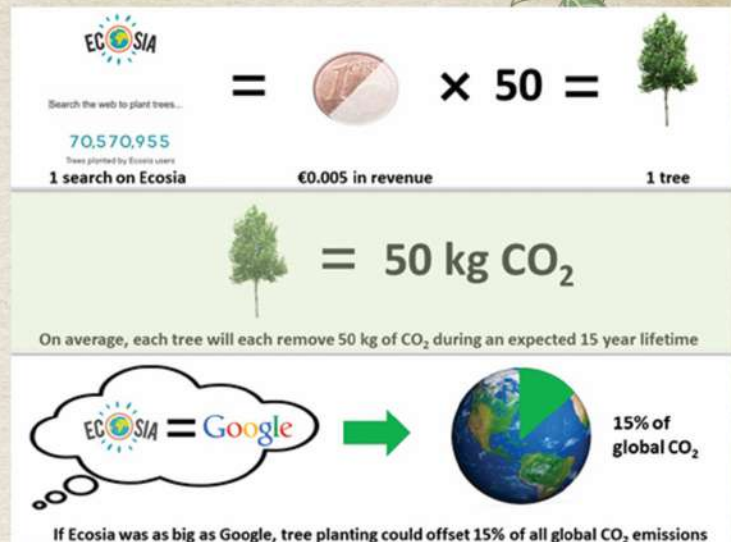 ECOSIA
Search the web to plant trees...
70,570,955
Trees planted by Ecosia users
1 search on Ecosia
=
× 50 =
€0.005 in revenue
1 tree
= 50 kg CO₂
On average, each tree will each remove 50 kg of CO₂ during an expected 15 year lifetime
ECOSIA = Google
15% of
global CO₂
If Ecosia was as big as Google, tree planting could offset 15% of all global CO₂ emissions